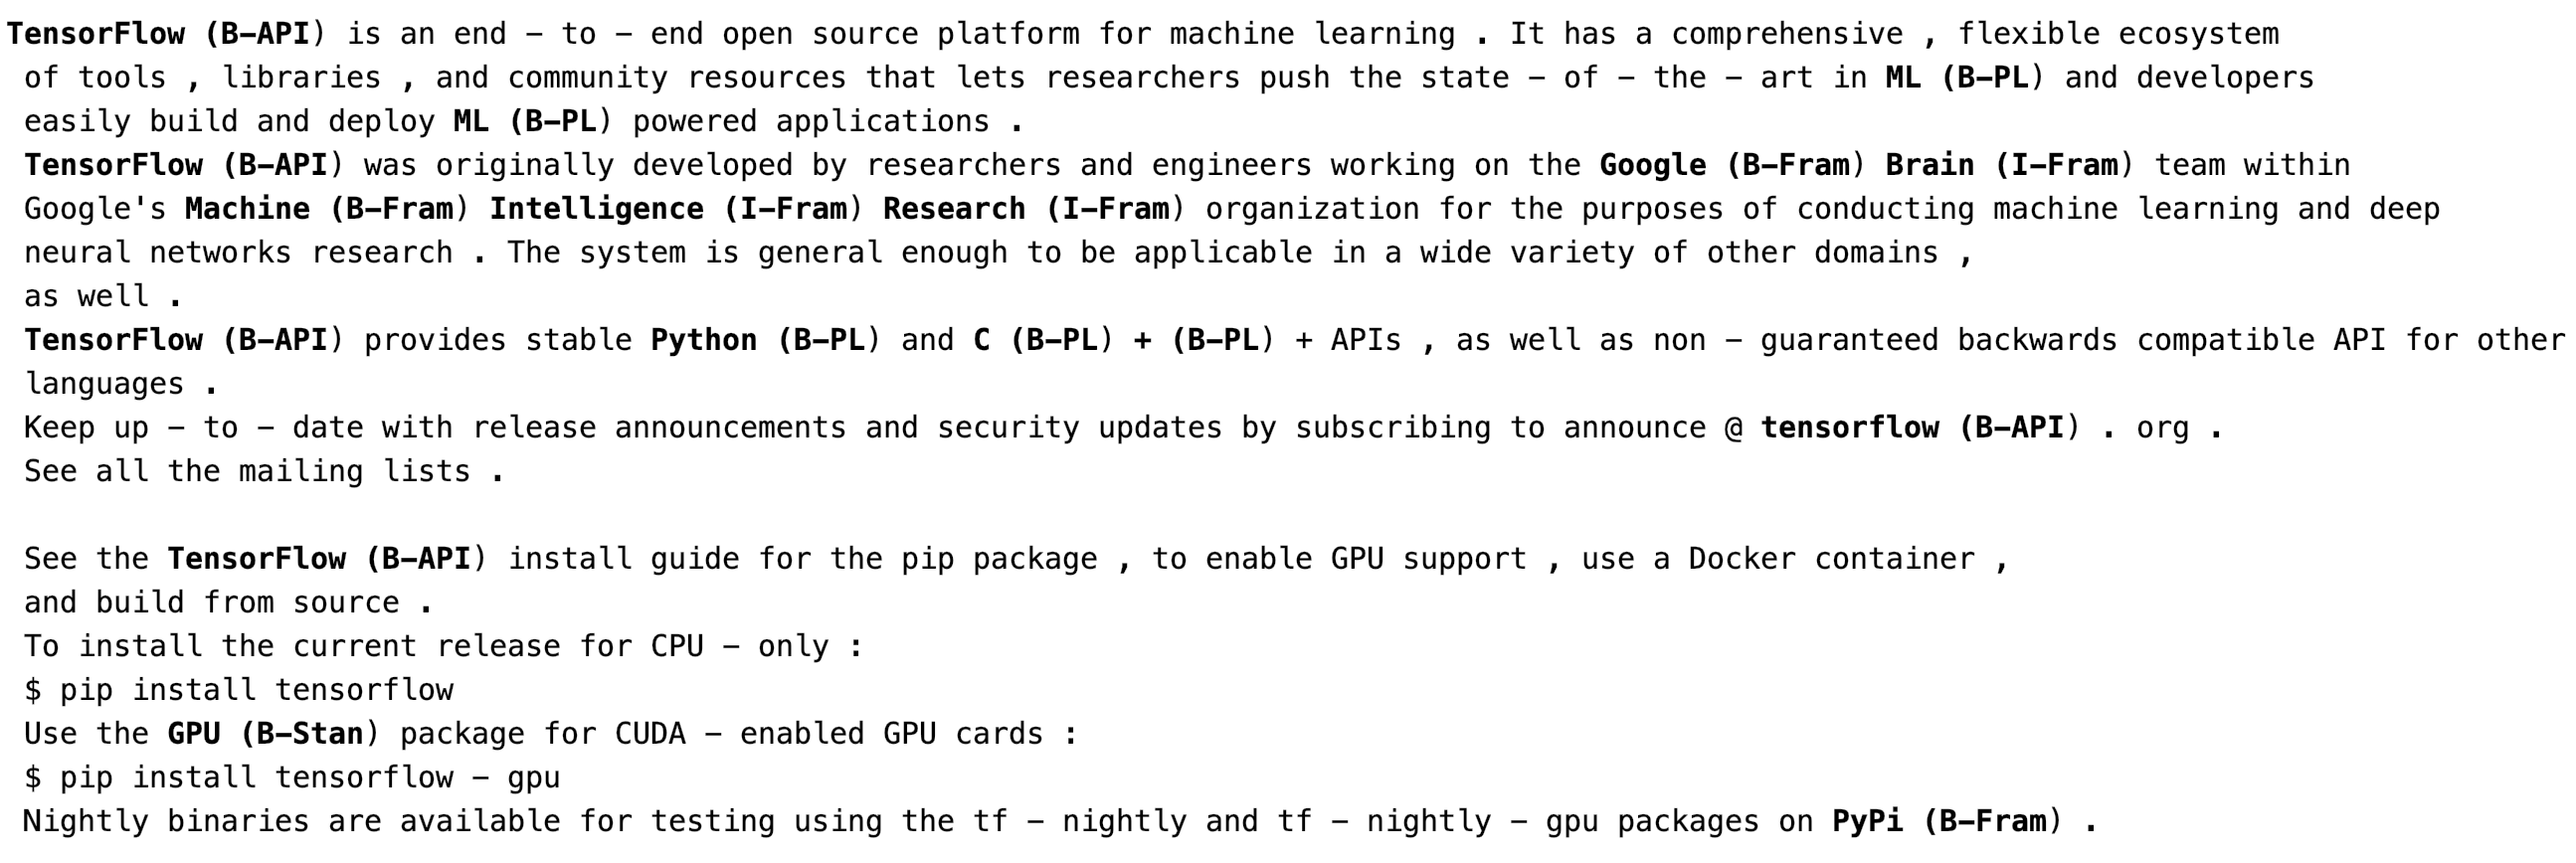 TensorFlow (B-API) is an end - to - end open source platform for machine learning . It has a comprehensive , flexible ecosystem
of tools , libraries , and community resources that lets researchers push the state - of - the - art in ML (B-PL) and developers
easily build and deploy ML (B-PL) powered applications .
TensorFlow (B-API) was originally developed by researchers and engineers working on the Google (B-Fram) Brain (I-Fram) team within
Google's Machine (B-Fram) Intelligence (I-Fram) Research (I-Fram) organization for the purposes of conducting machine learning and deep
neural networks research . The system is general enough to be applicable in a wide variety of other domains ,
as well .
TensorFlow (B-API) provides stable Python (B-PL) and C (B-PL) + (B-PL) + APIs , as well as non - guaranteed backwards compatible API for other
languages .
Keep up - to - date with release announcements and security updates by subscribing to announce @ tensorflow (B-API) . org .
See all the mailing lists .
See the TensorFlow (B-API) install guide for the pip package , to enable GPU support , use a Docker container ,
and build from source .
To install the current release for CPU - only :
$ pip install tensorflow
Use the GPU (B-Stan) package for CUDA - enabled GPU cards :
$ pip install tensorflow - gpu
Nightly binaries are available for testing using the tf - nightly and tf - nightly - gpu packages on PyPi (B-Fram) .